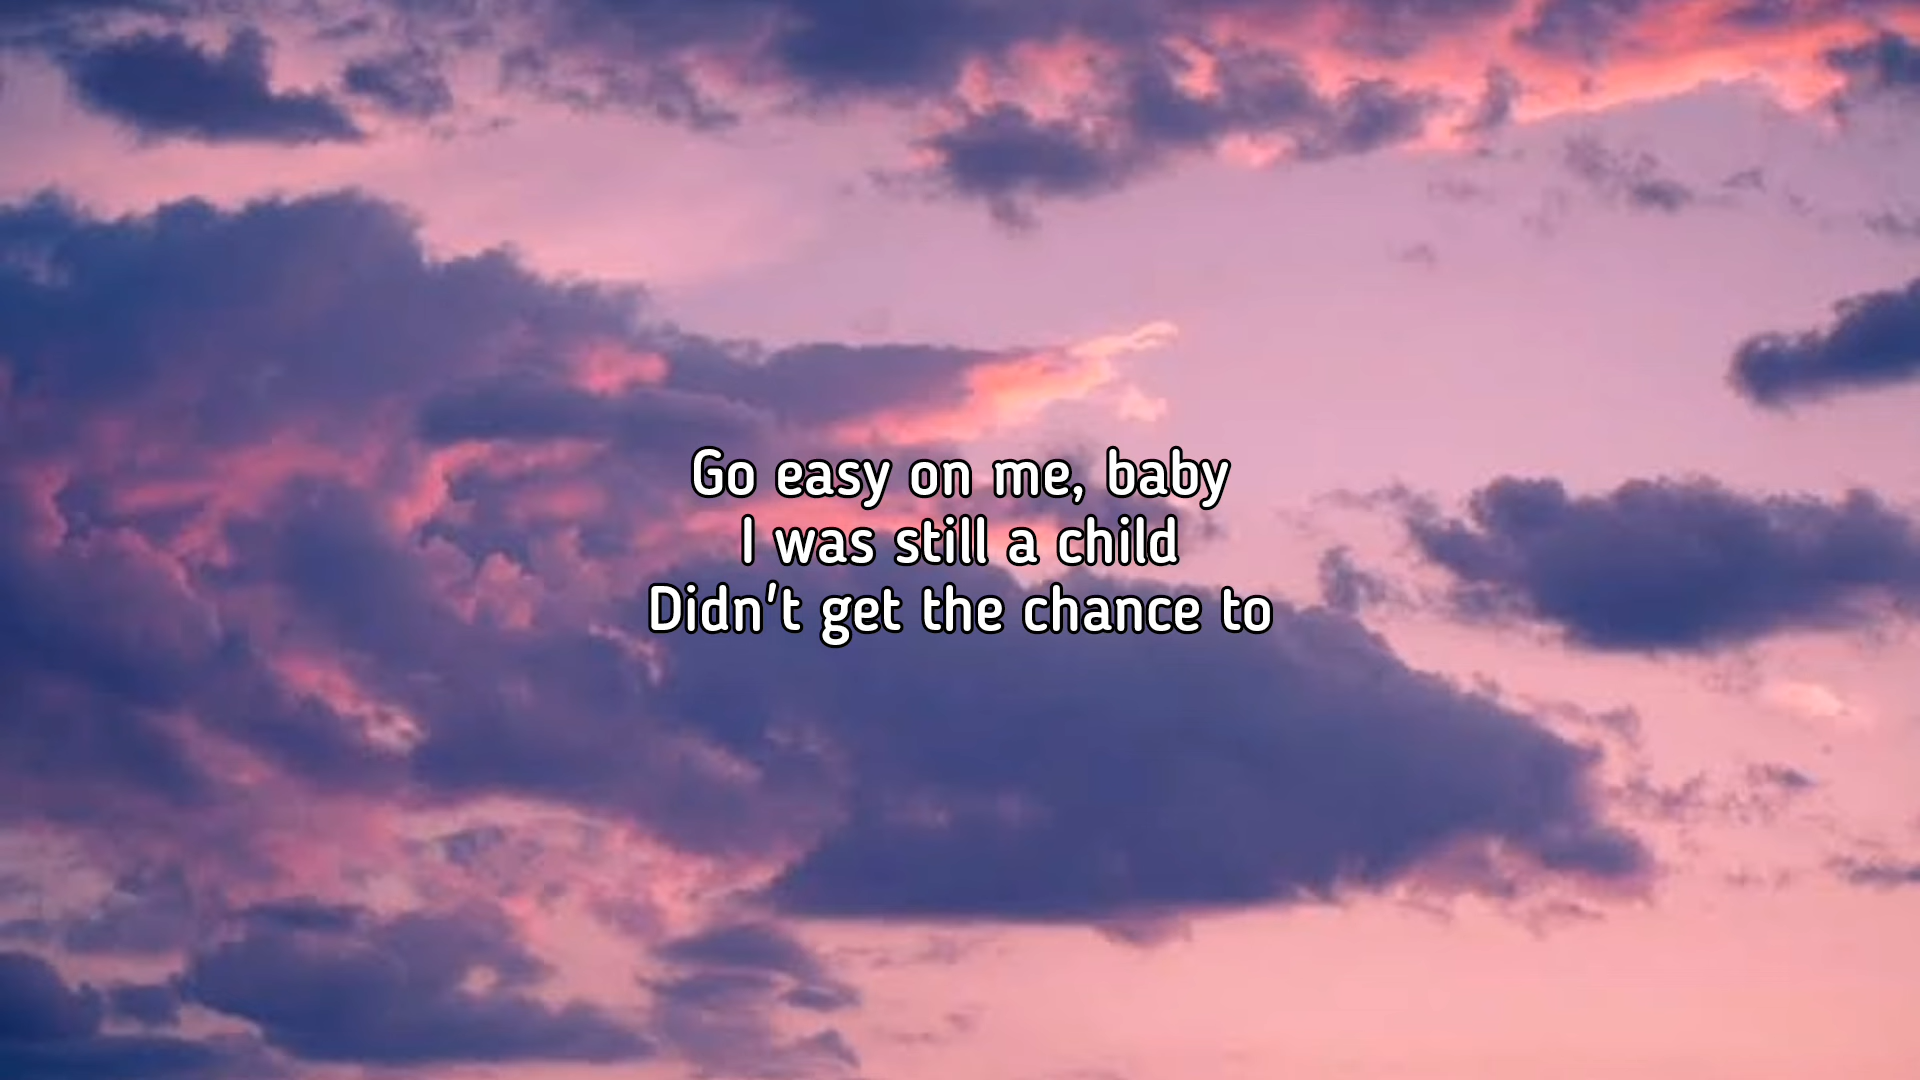 Go easy on me, baby
I was still a child
Didn't get the chance to